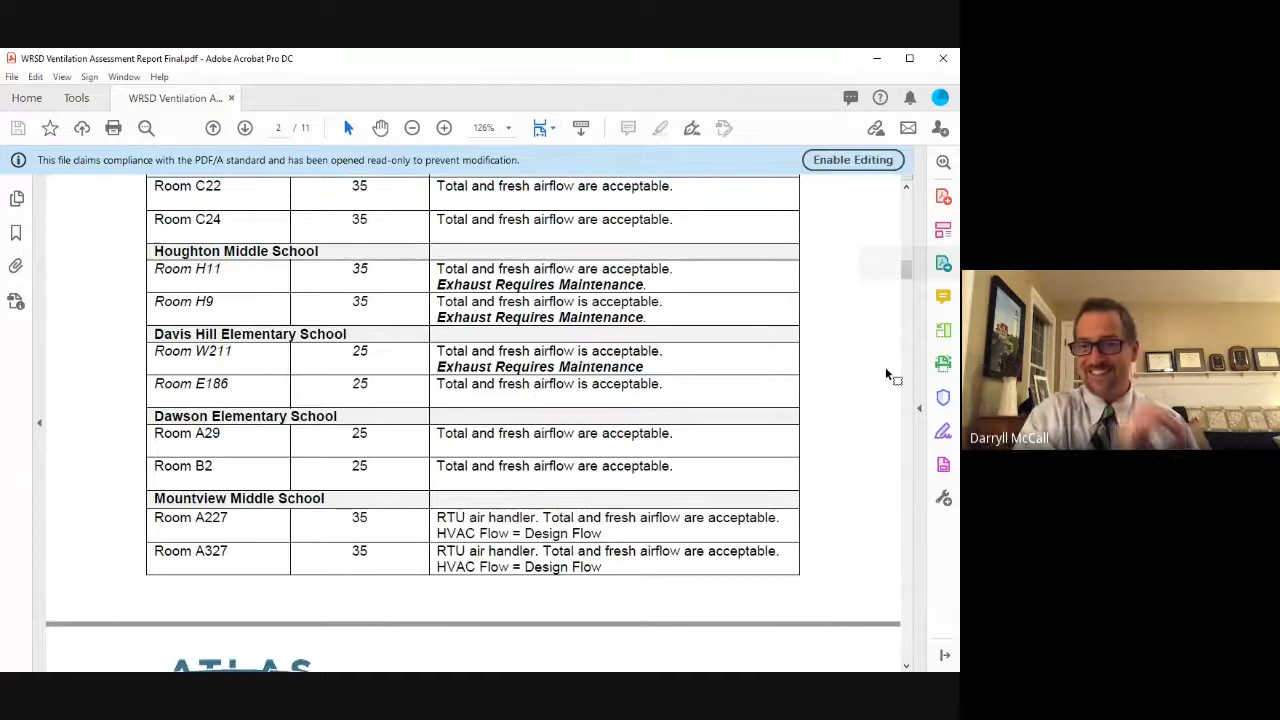 WRSD Ventilation Assessment Report Final.pdf - Adobe Acrobat Pro DC
File Edit View Sign Window Help
Home Tools WRSD Ventilation A...
2 / 11 126%
This file claims compliance with the PDF/A standard and has been opened read-only to prevent modification. Enable Editing
Room C22 35 Total and fresh airflow are acceptable.
Room C24 35 Total and fresh airflow are acceptable.
Houghton Middle School
Room H11 35 Total and fresh airflow are acceptable.
Exhaust Requires Maintenance.
Room H9 35 Total and fresh airflow is acceptable.
Exhaust Requires Maintenance.
Davis Hill Elementary School
Room W211 25 Total and fresh airflow is acceptable.
Exhaust Requires Maintenance
Room E186 25 Total and fresh airflow is acceptable.
Dawson Elementary School
Room A29 25 Total and fresh airflow are acceptable.
Room B2 25 Total and fresh airflow are acceptable.
Mountview Middle School
Room A227 35 RTU air handler. Total and fresh airflow are acceptable.
HVAC Flow = Design Flow
Room A327 35 RTU air handler. Total and fresh airflow are acceptable.
HVAC Flow = Design Flow
ATLAS
Darryll McCall